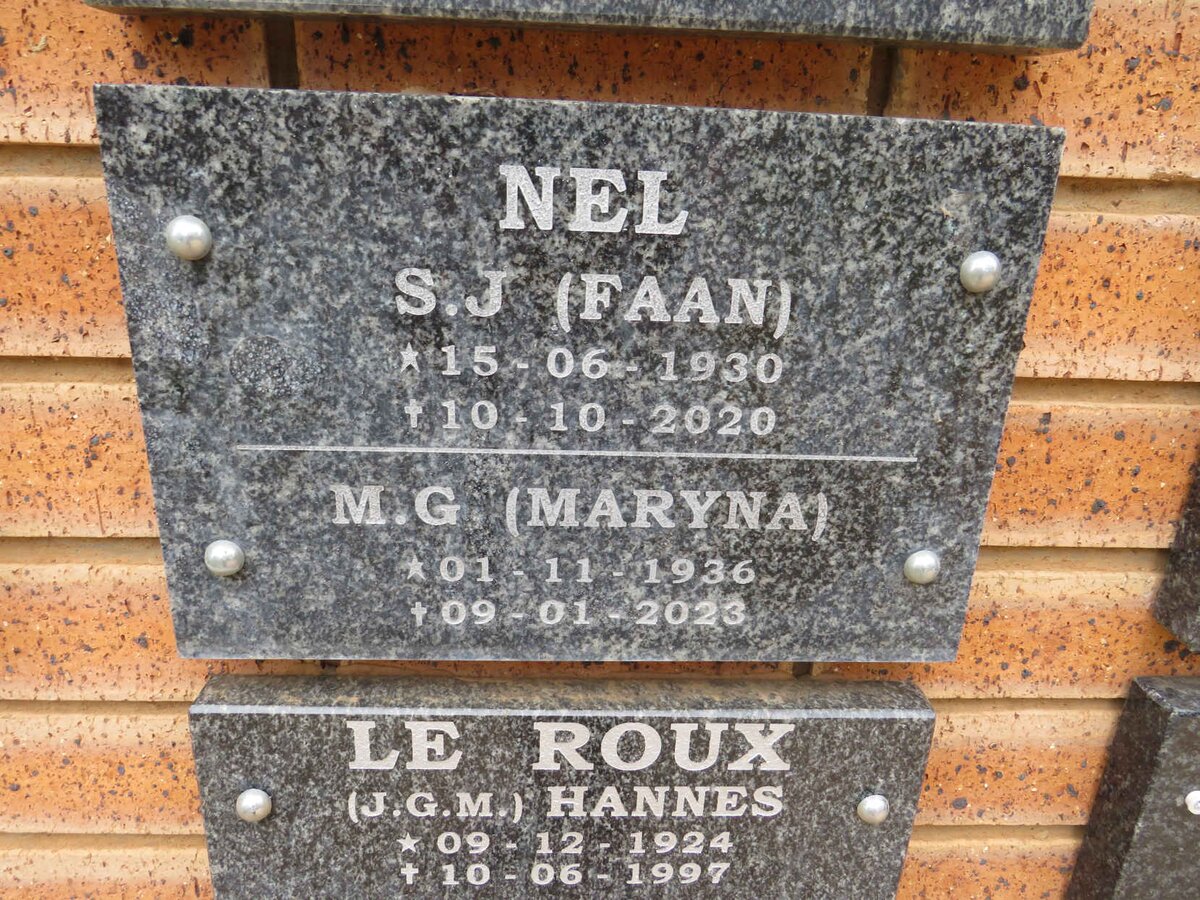 NEL
S.J (FAAN)
★ 15 - 06 - 1930
✝ 10 - 10 - 2020
M.G (MARYNA)
★ 01 - 11 - 1936
✝ 09 - 01 - 2023
LE ROUX
(J.G.M.) HANNES
★ 09 - 12 - 1924
✝ 10 - 06 - 1997